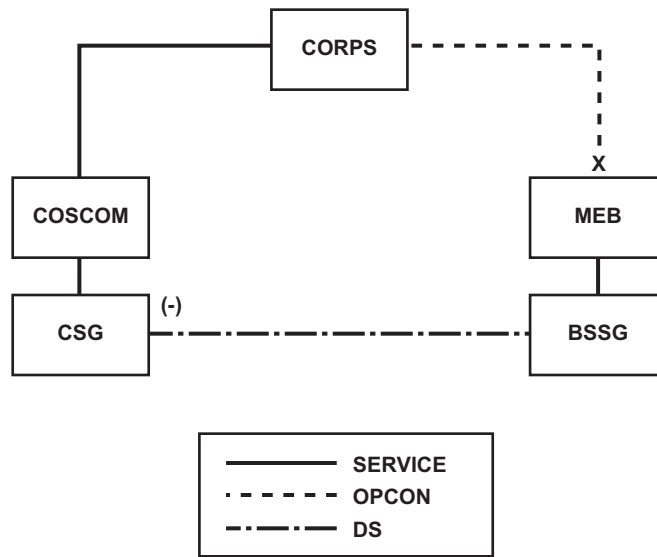 CORPS
X
COSCOM
MEB
(-)
CSG
BSSG
SERVICE
OPCON
DS